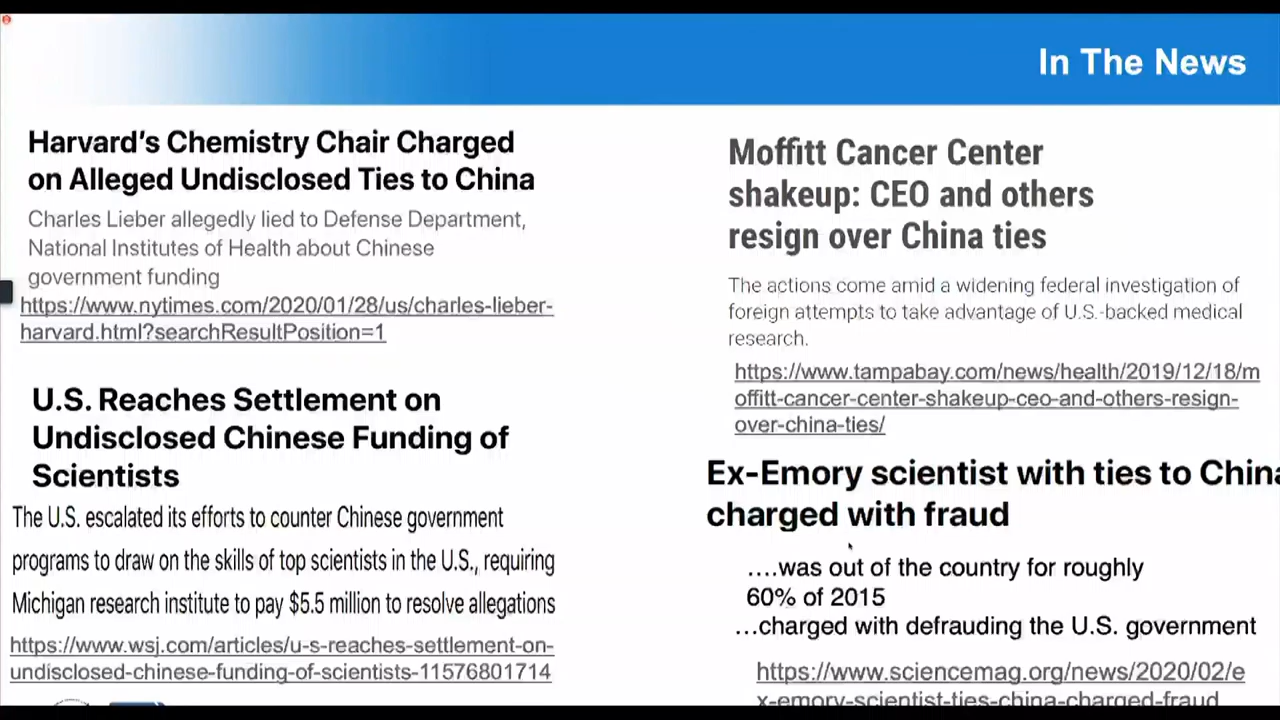 In The News
Harvard's Chemistry Chair Charged
on Alleged Undisclosed Ties to China
Charles Lieber allegedly lied to Defense Department,
National Institutes of Health about Chinese
government funding
https://www.nytimes.com/2020/01/28/us/charles-lieber-
harvard.html?searchResultPosition=1
U.S. Reaches Settlement on
Undisclosed Chinese Funding of
Scientists
The U.S. escalated its efforts to counter Chinese government
programs to draw on the skills of top scientists in the U.S., requiring
Michigan research institute to pay $5.5 million to resolve allegations
https://www.wsj.com/articles/u-s-reaches-settlement-on-
undisclosed-chinese-funding-of-scientists-11576801714
Moffitt Cancer Center
shakeup: CEO and others
resign over China ties
The actions come amid a widening federal investigation of
foreign attempts to take advantage of U.S.-backed medical
research.
https://www.tampabay.com/news/health/2019/12/18/m
offitt-cancer-center-shakeup-ceo-and-others-resign-
over-china-ties/
Ex-Emory scientist with ties to China
charged with fraud
....was out of the country for roughly
60% of 2015
...charged with defrauding the U.S. government
https://www.sciencemag.org/news/2020/02/e
x-emory-scientist-ties-china-charged-fraud